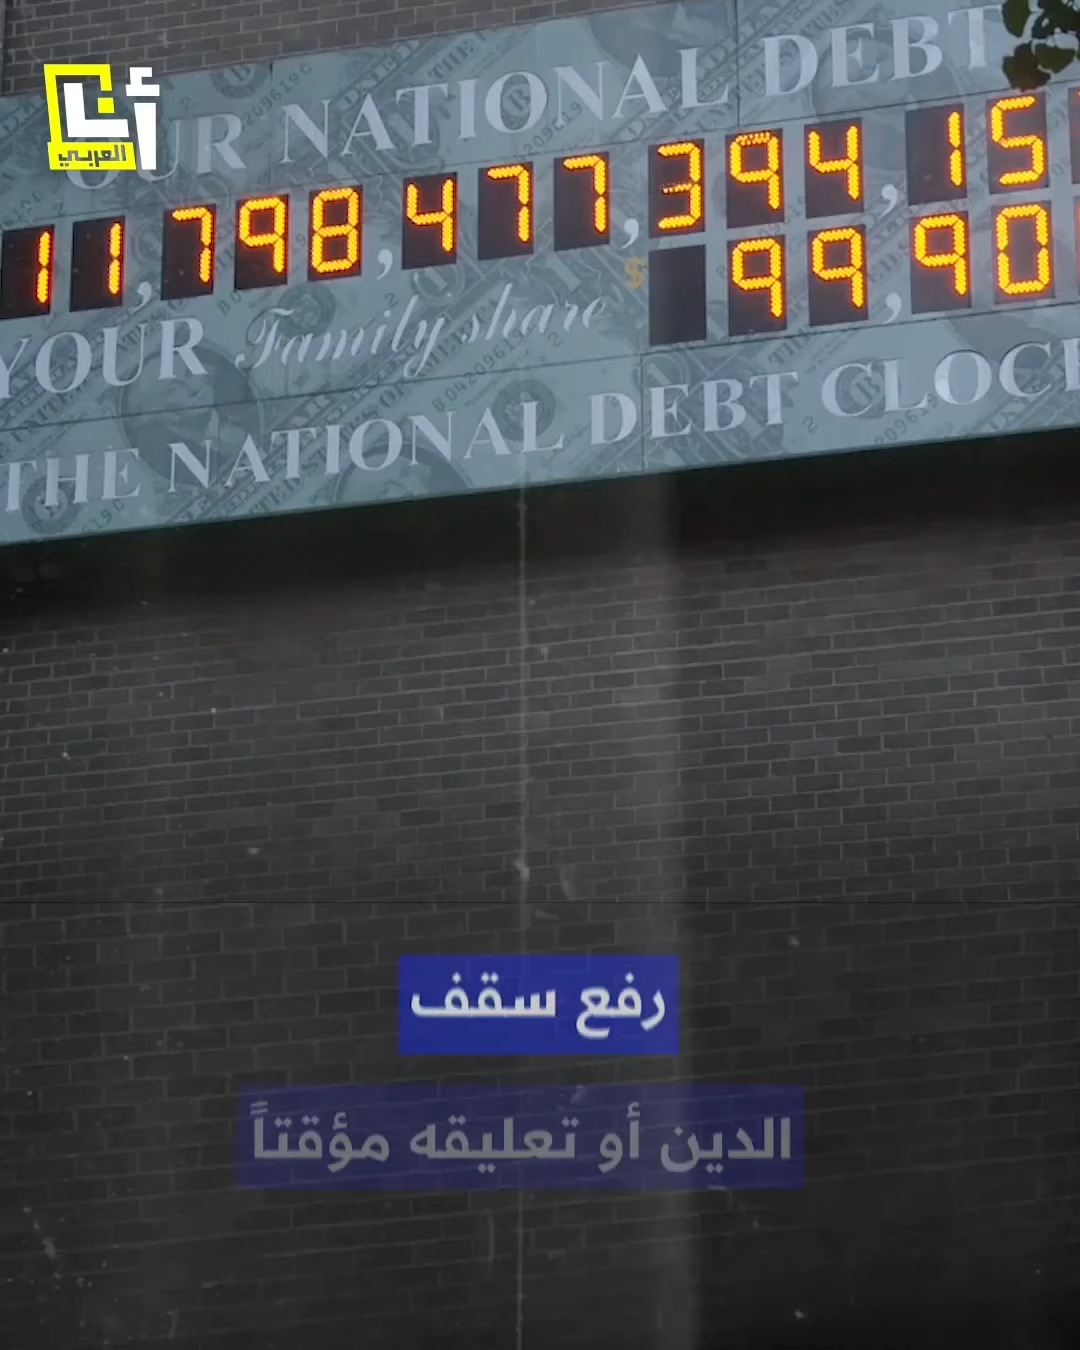 أنا
العربي
OUR NATIONAL DEBT
11,798,477,394,15
YOUR Family share $ 99,90
THE NATIONAL DEBT CLOCK
رفع سقف
الدين أو تعليقه مؤقتاً